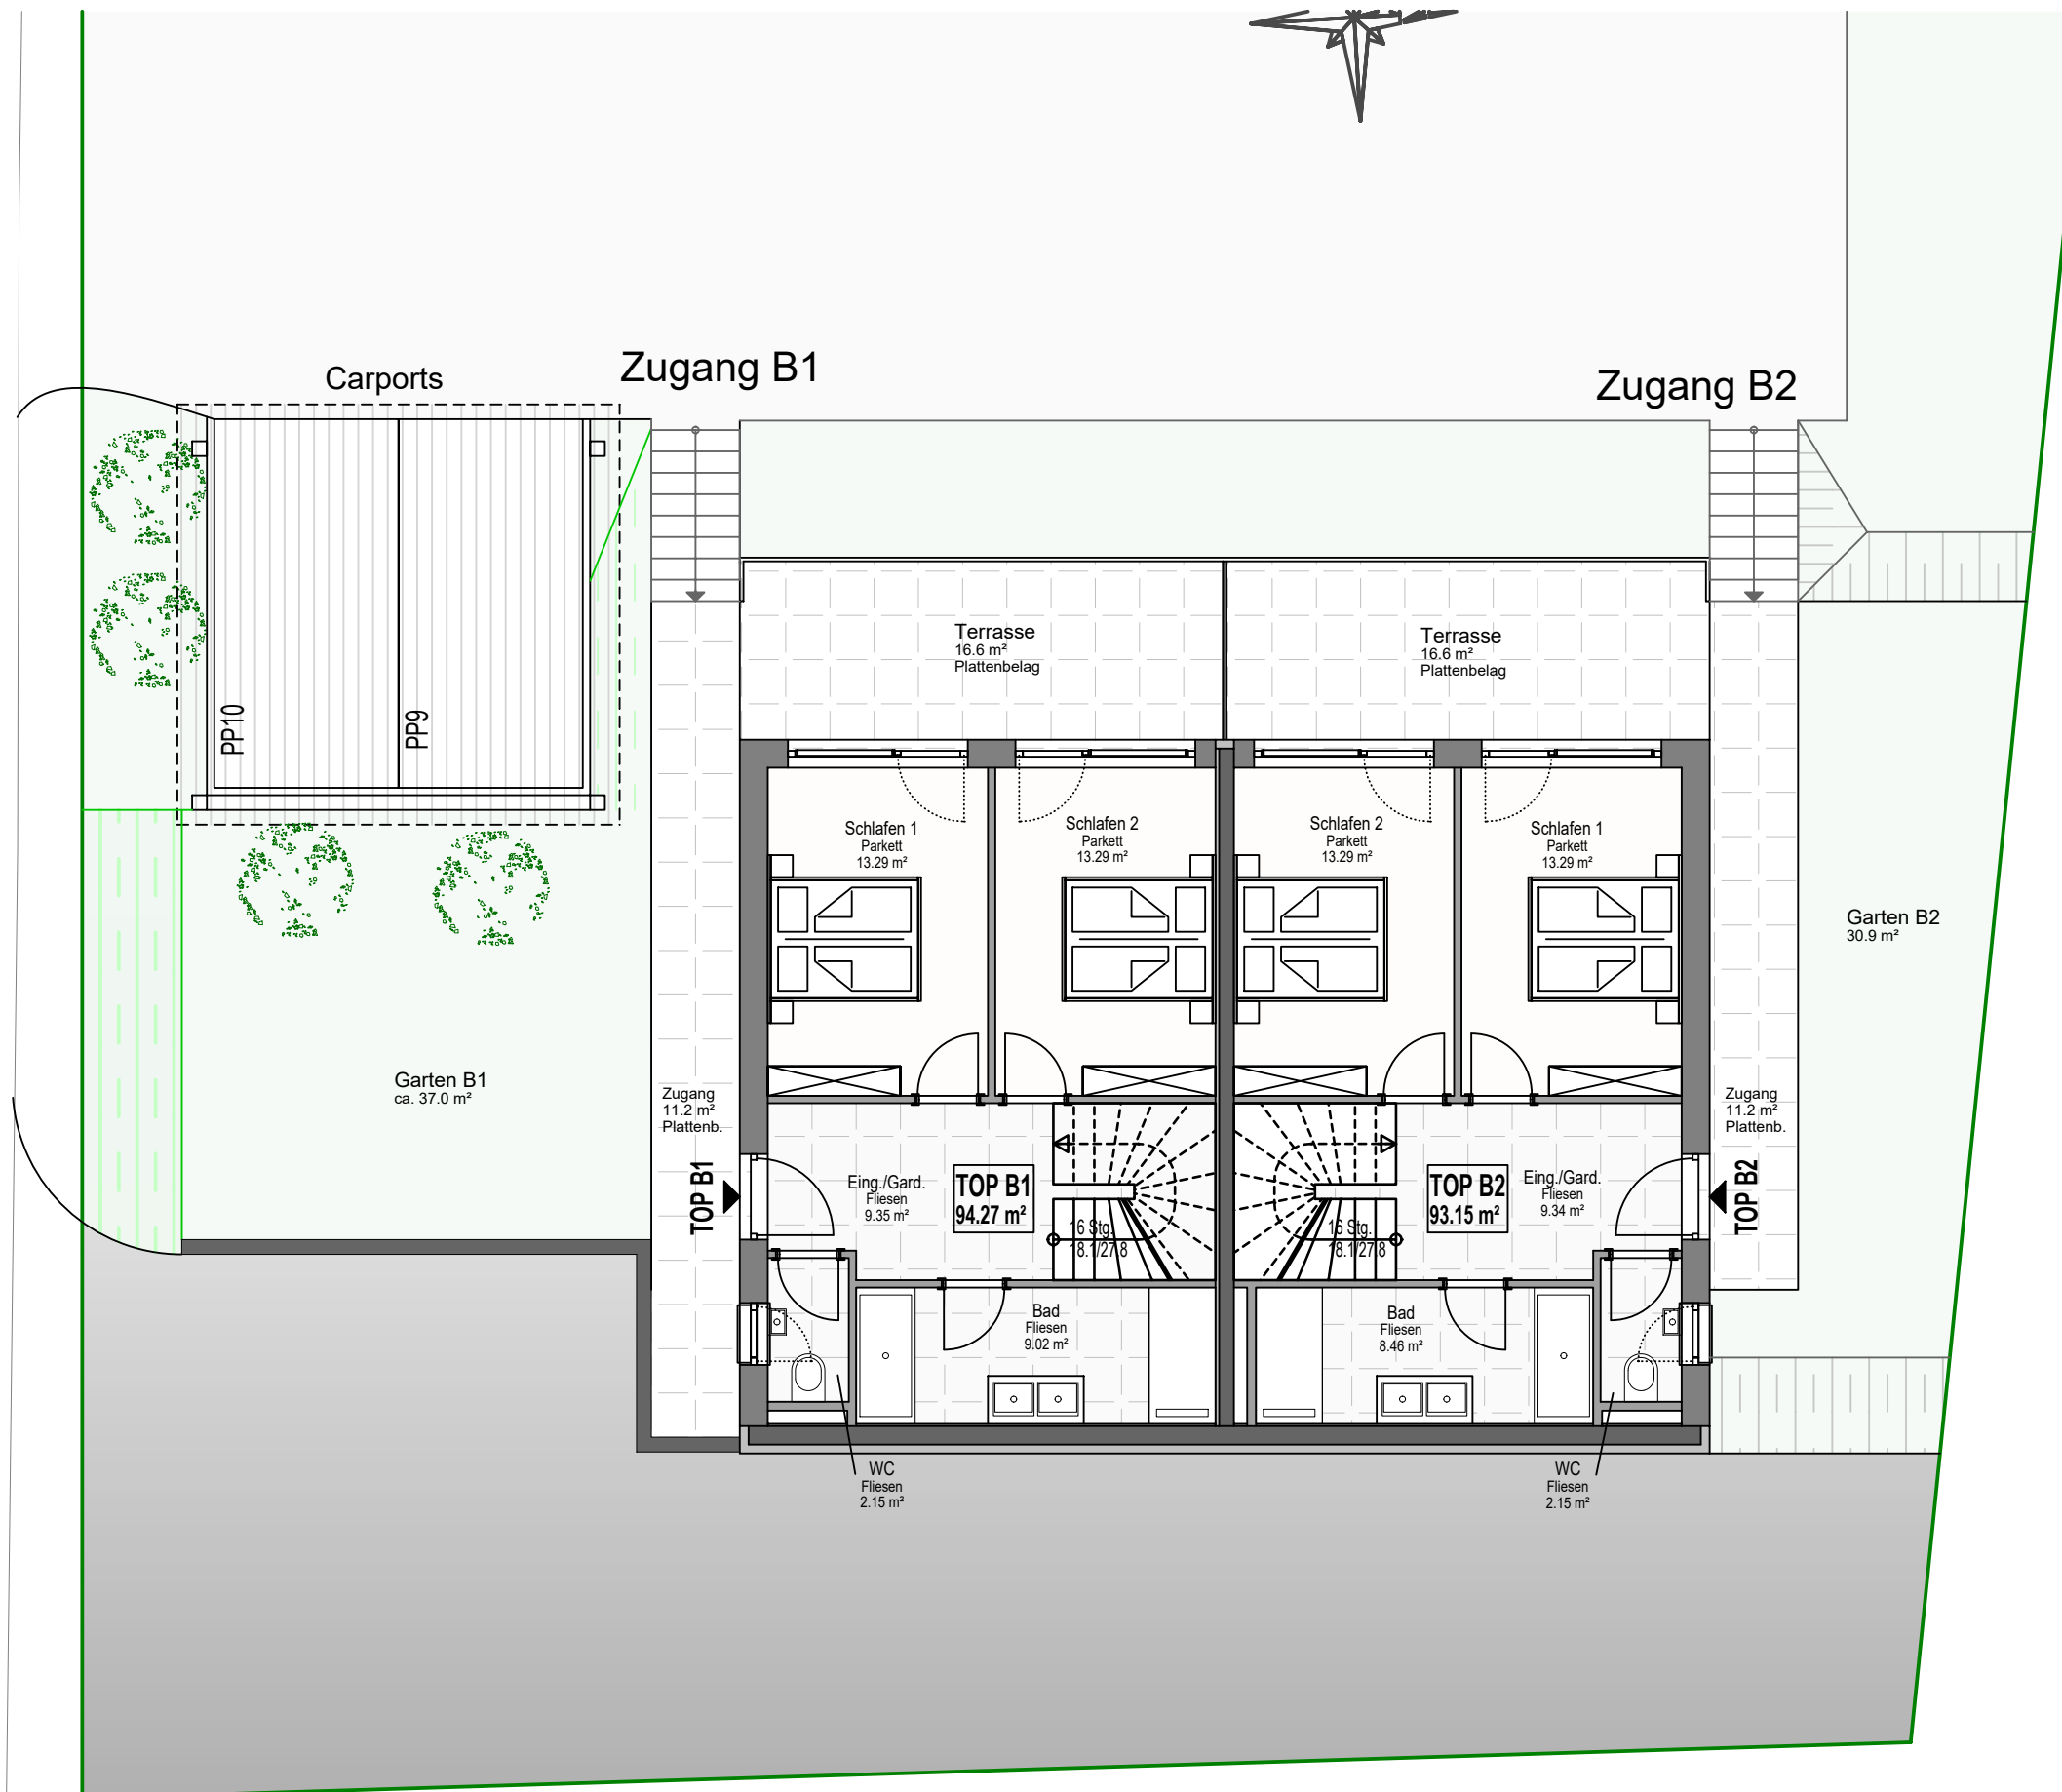 Carports
Zugang B1
Zugang B2
PP10
PP9
Terrasse
16.6 m²
Plattenbelag
Terrasse
16.6 m²
Plattenbelag
Schlafen 1
Parkett
13.29 m²
Schlafen 2
Parkett
13.29 m²
Schlafen 2
Parkett
13.29 m²
Schlafen 1
Parkett
13.29 m²
Garten B2
30.9 m²
Garten B1
ca. 37.0 m²
Zugang
11.2 m²
Plattenb.
Zugang
11.2 m²
Plattenb.
TOP B1
Eing./Gard.
Fliesen
9.35 m²
TOP B1
94.27 m²
16 Stg.
18.1/27.8
TOP B2
93.15 m²
16 Stg.
18.1/27.8
Eing./Gard.
Fliesen
9.34 m²
TOP B2
Bad
Fliesen
9.02 m²
Bad
Fliesen
8.46 m²
WC
Fliesen
2.15 m²
WC
Fliesen
2.15 m²